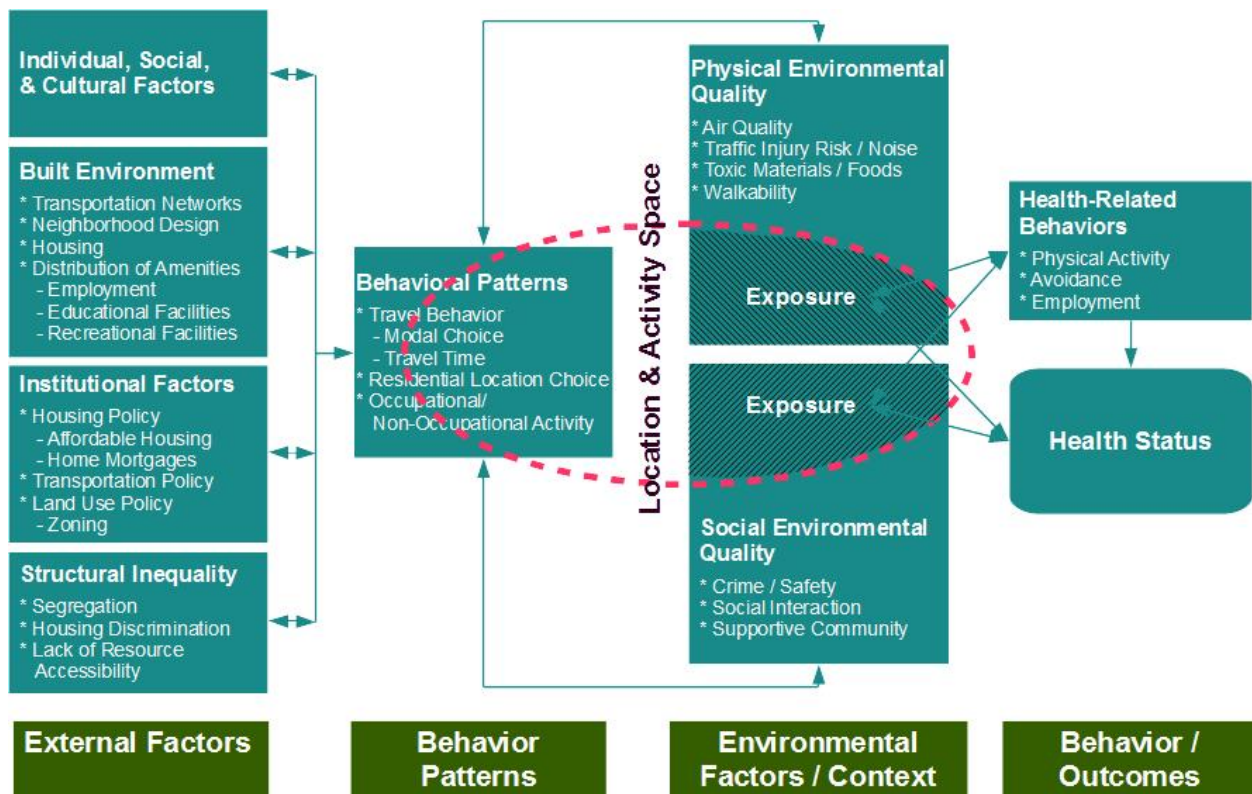 Individual, Social,
& Cultural Factors
Built Environment
* Transportation Networks
* Neighborhood Design
* Housing
* Distribution of Amenities
- Employment
- Educational Facilities
- Recreational Facilities
Institutional Factors
* Housing Policy
- Affordable Housing
- Home Mortgages
* Transportation Policy
* Land Use Policy
- Zoning
Structural Inequality
* Segregation
* Housing Discrimination
* Lack of Resource
Accessibility
Behavioral Patterns
* Travel Behavior
- Modal Choice
- Travel Time
* Residential Location Choice
* Occupational/
Non-Occupational Activity
Location & Activity Space
Physical Environmental
Quality
* Air Quality
* Traffic Injury Risk / Noise
* Toxic Materials / Foods
* Walkability
Exposure
Exposure
Social Environmental
Quality
* Crime / Safety
* Social Interaction
* Supportive Community
Health-Related
Behaviors
* Physical Activity
* Avoidance
* Employment
Health Status
External Factors
Behavior
Patterns
Environmental
Factors / Context
Behavior /
Outcomes